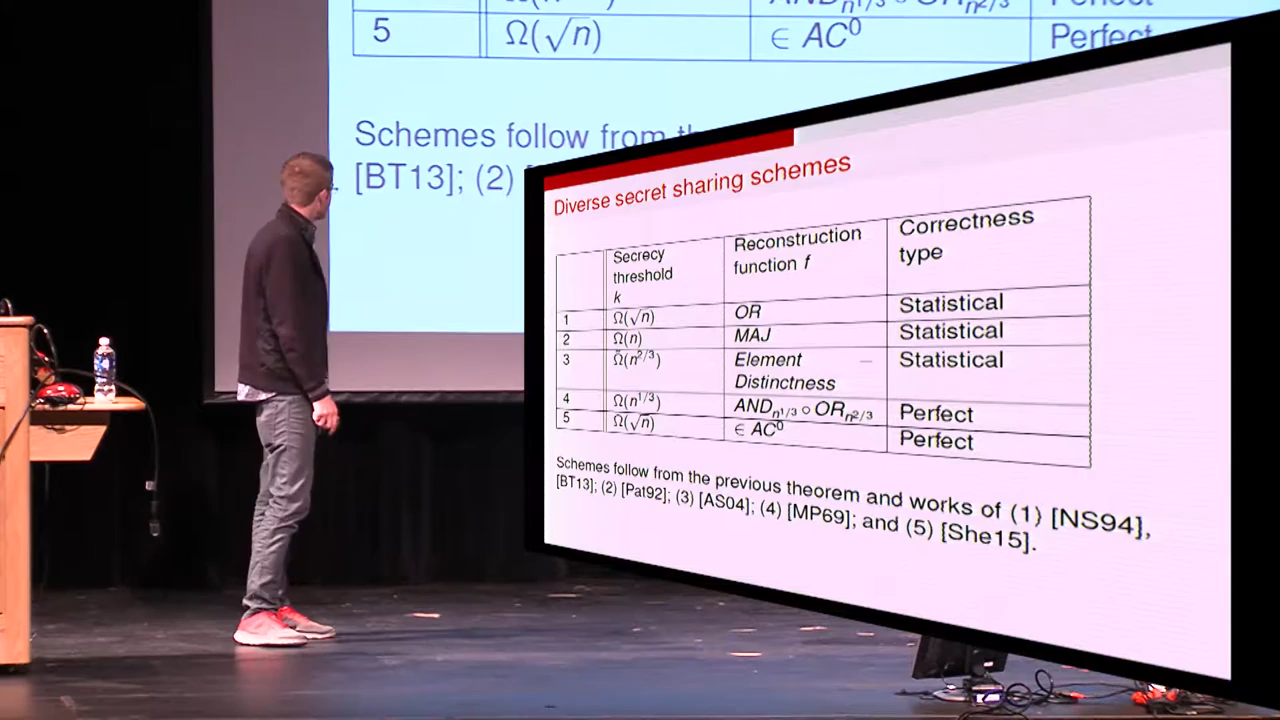 5 Ω(√n) ∈ AC⁰ Perfect
Schemes follow from
[BT13]; (2)
Diverse secret sharing schemes
Secrecy threshold k | Reconstruction function f | Correctness type
1 | Ω(√n) | OR | Statistical
2 | Ω(n) | MAJ | Statistical
3 | Ω̃(n^{2/3}) | Element Distinctness | Statistical
4 | Ω(n^{1/3}) | AND_{n^{1/3}} ∘ OR_{n^{2/3}} | Perfect
5 | Ω(√n) | ∈ AC⁰ | Perfect
Schemes follow from the previous theorem and works of (1) [NS94],
[BT13]; (2) [Pat92]; (3) [AS04]; (4) [MP69]; and (5) [She15].